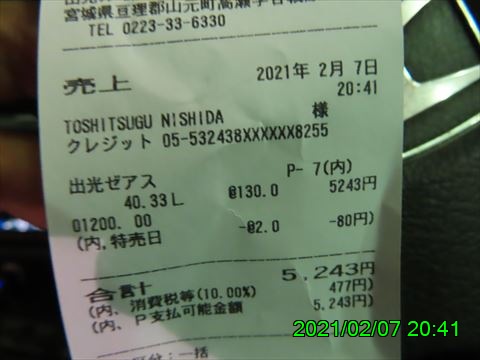 宮城県亘理郡山元町高瀬字
TEL 0223-33-6330
売上
2021年 2月 7日
20:41
TOSHITSUGU NISHIDA 様
クレジット 05-532438XXXXXX8255
出光ゼアス P- 7(内)
40.33L @130.0 5243円
01200.00
(内,特売日 -@2.0 -80円)
合計 5,243円
(内、消費税等(10.00%) 477円)
(内、P支払可能金額 5,243円)
:一括
2021/02/07 20:41